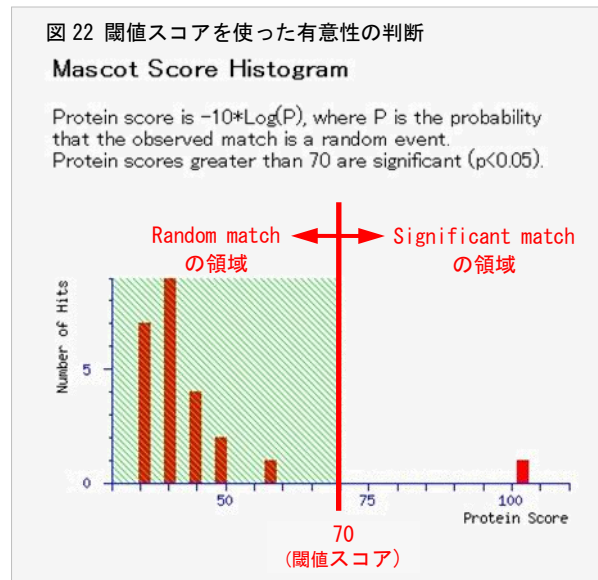 図 22 閾値スコアを使った有意性の判断
Mascot Score Histogram
Protein score is -10*Log(P), where P is the probability
that the observed match is a random event.
Protein scores greater than 70 are significant (p<0.05).
Random match
の領域
Significant match
の領域
Number of Hits
5
0
50
75
100
Protein Score
70
(閾値スコア)